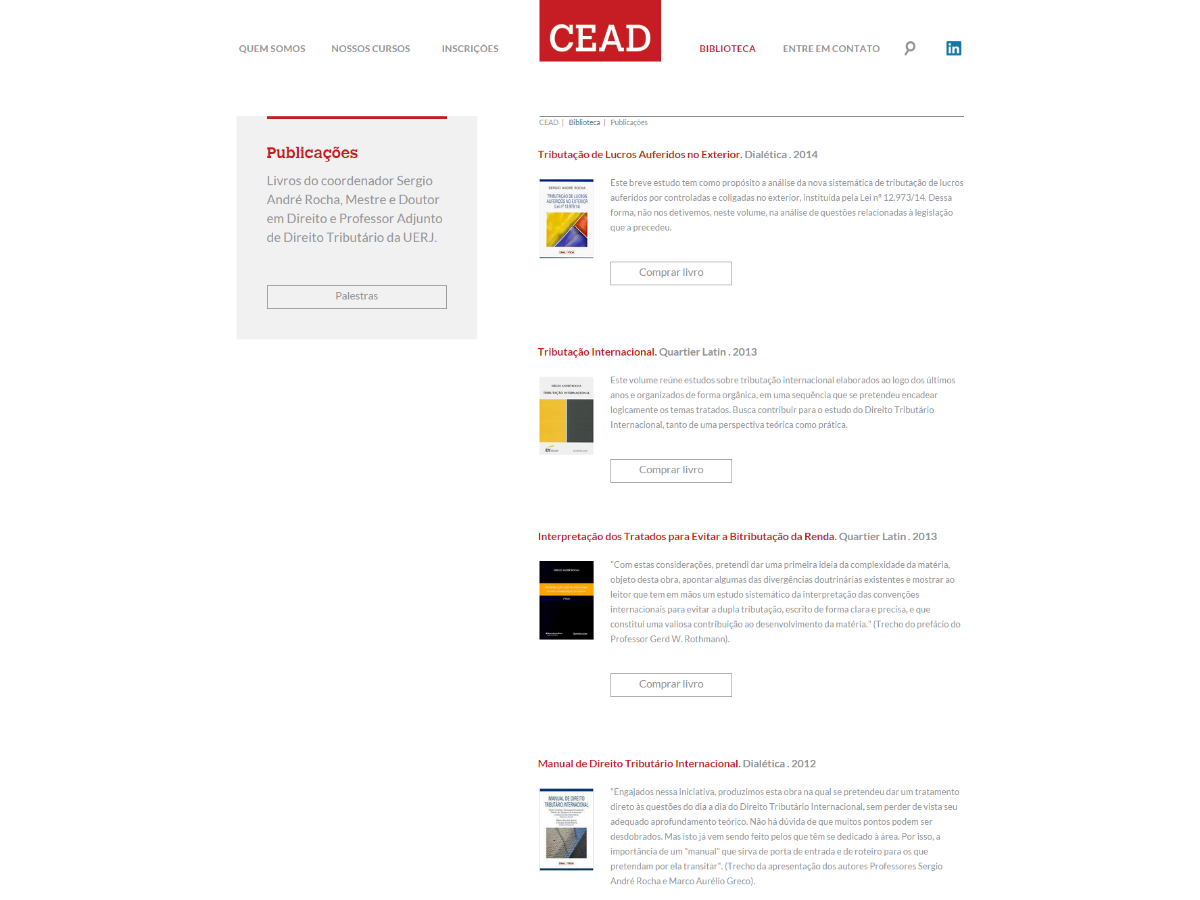 QUEM SOMOS
NOSSOS CURSOS
INSCRIÇÕES
CEAD
BIBLIOTECA
ENTRE EM CONTATO
in
Publicações
Livros do coordenador Sergio
André Rocha, Mestre e Doutor
em Direito e Professor Adjunto
de Direito Tributário da UERJ.
Palestras
CEAD | Biblioteca | Publicações
Tributação de Lucros Auferidos no Exterior. Dialética . 2014
SERGIO ANDRÉ ROCHA
TRIBUTAÇÃO DE LUCROS
AUFERIDOS NO EXTERIOR
Este breve estudo tem como propósito a análise da nova sistemática de tributação de lucros
auferidos por controladas e coligadas no exterior, instituída pela Lei nº 12.973/14. Dessa
forma, não nos detivemos, neste volume, na análise de questões relacionadas à legislação
que a precedeu.
Comprar livro
Tributação Internacional. Quartier Latin . 2013
TRIBUTAÇÃO INTERNACIONAL
Este volume reúne estudos sobre tributação internacional elaborados ao logo dos últimos
anos e organizados de forma orgânica, em uma sequência que se pretendeu encadear
logicamente os temas tratados. Busca contribuir para o estudo do Direito Tributário
Internacional, tanto de uma perspectiva teórica como prática.
Comprar livro
Interpretação dos Tratados para Evitar a Bitributação da Renda. Quartier Latin . 2013
"Com estas considerações, pretendi dar uma primeira ideia da complexidade da matéria,
objeto desta obra, apontar algumas das divergências doutrinárias existentes e mostrar ao
leitor que tem em mãos um estudo sistemático da interpretação das convenções
internacionais para evitar a dupla tributação, escrito de forma clara e precisa, e que
constitui uma valiosa contribuição ao desenvolvimento da matéria." (Trecho do prefácio do
Professor Gerd W. Rothmann).
Comprar livro
Manual de Direito Tributário Internacional. Dialética . 2012
MANUAL DE DIREITO
TRIBUTÁRIO INTERNACIONAL
"Engajados nessa iniciativa, produzimos esta obra na qual se pretendeu dar um tratamento
direto às questões do dia a dia do Direito Tributário Internacional, sem perder de vista seu
adequado aprofundamento teórico. Não há dúvida de que muitos pontos podem ser
desdobrados. Mas isto já vem sendo feito pelos que têm se dedicado à área. Por isso, a
importância de um "manual" que sirva de porta de entrada e de roteiro para os que
pretendam por ela transitar". (Trecho da apresentação dos autores Professores Sergio
André Rocha e Marco Aurélio Greco).